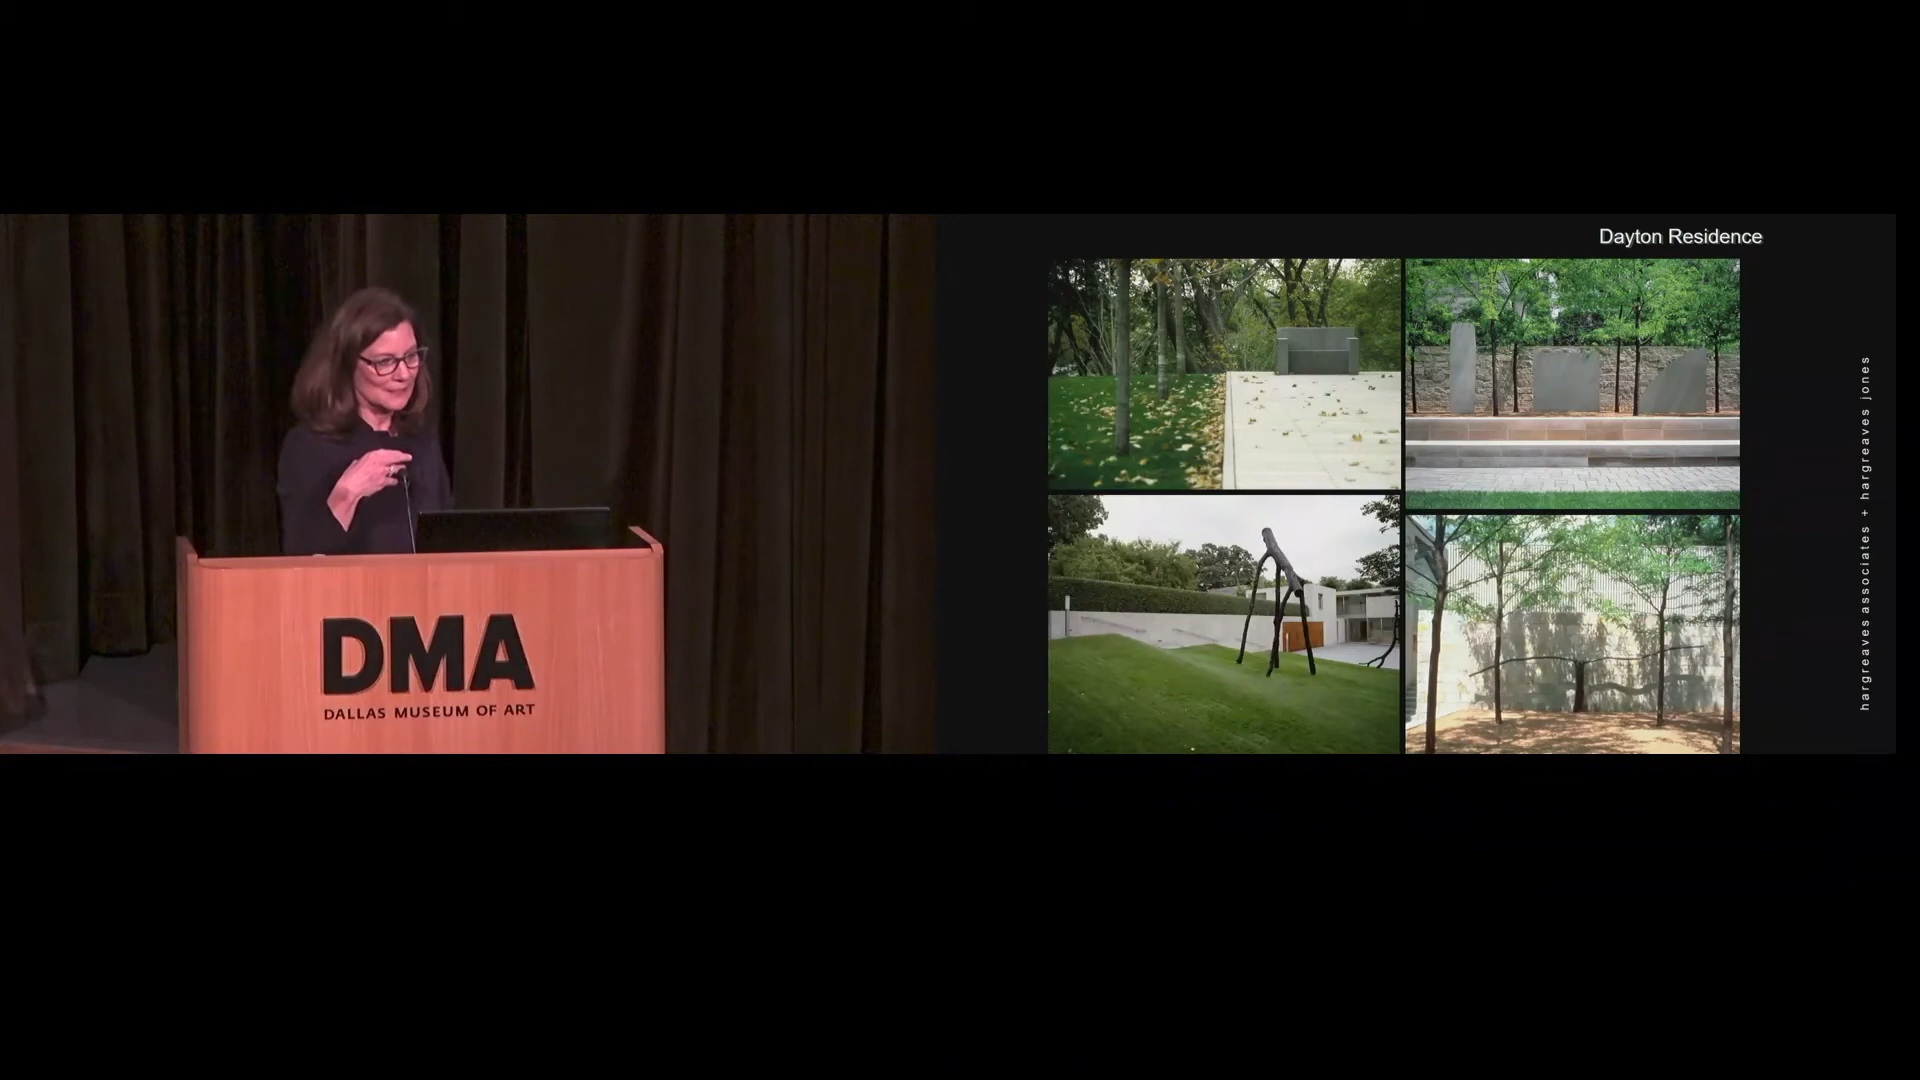 DMA
DALLAS MUSEUM OF ART
Dayton Residence
hargreaves associates + hargreaves jones